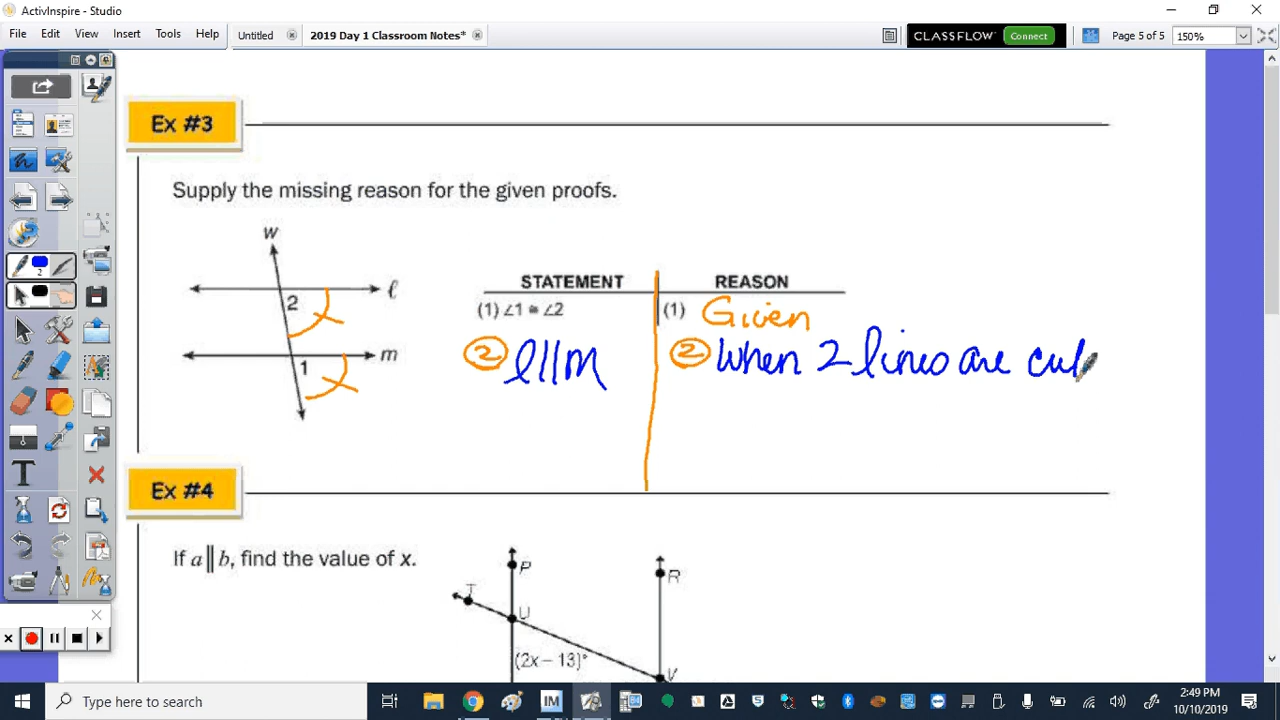 ActivInspire - Studio
File Edit View Insert Tools Help Untitled 2019 Day 1 Classroom Notes* CLASSFLOW Connect Page 5 of 5 150%
Ex #3
Supply the missing reason for the given proofs.
w
ℓ
2
m
1
STATEMENT REASON
(1) ∠1 ≅ ∠2 (1) Given
② l||m ② When 2 lines are cut
2
T
Ex #4
If a ∥ b, find the value of x.
P
R
T
U
(2x – 13)°
V
Type here to search
IM
2:49 PM
10/10/2019